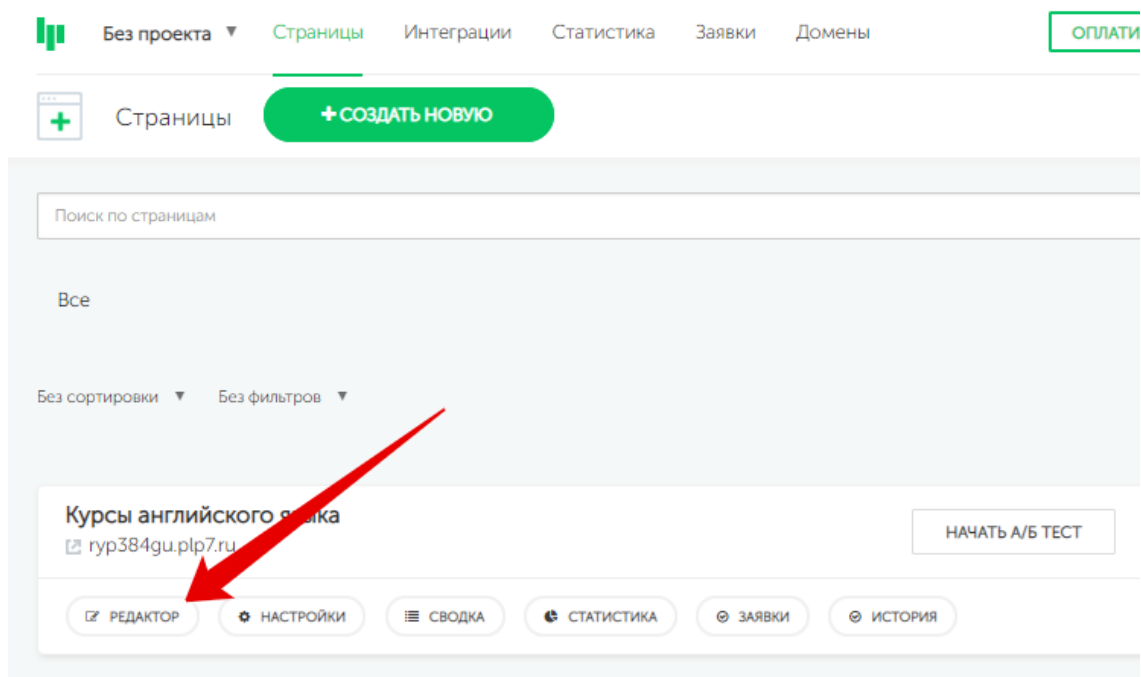 Без проекта ▼ Страницы Интеграции Статистика Заявки Домены ОПЛАТИ
Страницы +СОЗДАТЬ НОВУЮ
Поиск по страницам
Все
Без сортировки ▼ Без фильтров ▼
Курсы английского языка
ryp384gu.plp7.ru
НАЧАТЬ А/Б ТЕСТ
РЕДАКТОР НАСТРОЙКИ СВОДКА СТАТИСТИКА ЗАЯВКИ ИСТОРИЯ